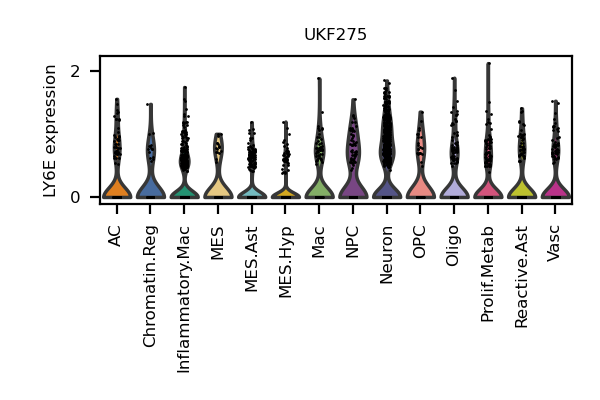 UKF275
LY6E expression
2
0
AC
Chromatin.Reg
Inflammatory.Mac
MES
MES.Ast
MES.Hyp
Mac
NPC
Neuron
OPC
Oligo
Prolif.Metab
Reactive.Ast
Vasc